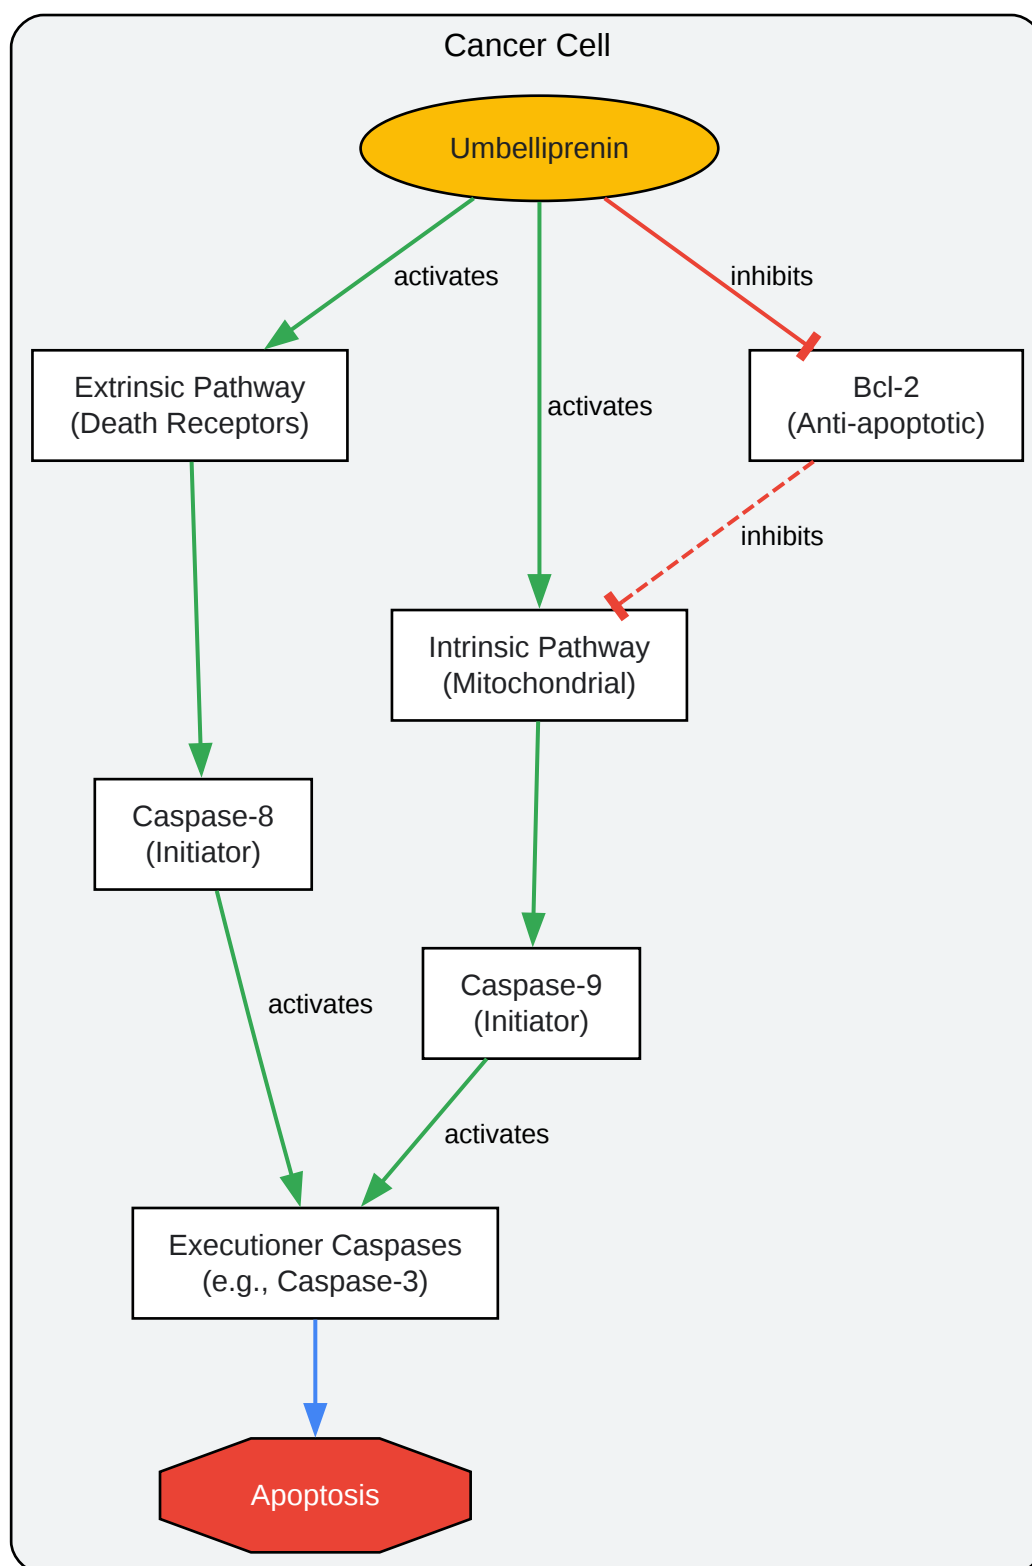 Cancer Cell
Umbelliprenin
activates
inhibits
Extrinsic Pathway
(Death Receptors)
activates
Bcl-2
(Anti-apoptotic)
inhibits
Intrinsic Pathway
(Mitochondrial)
Caspase-8
(Initiator)
Caspase-9
(Initiator)
activates
activates
Executioner Caspases
(e.g., Caspase-3)
Apoptosis